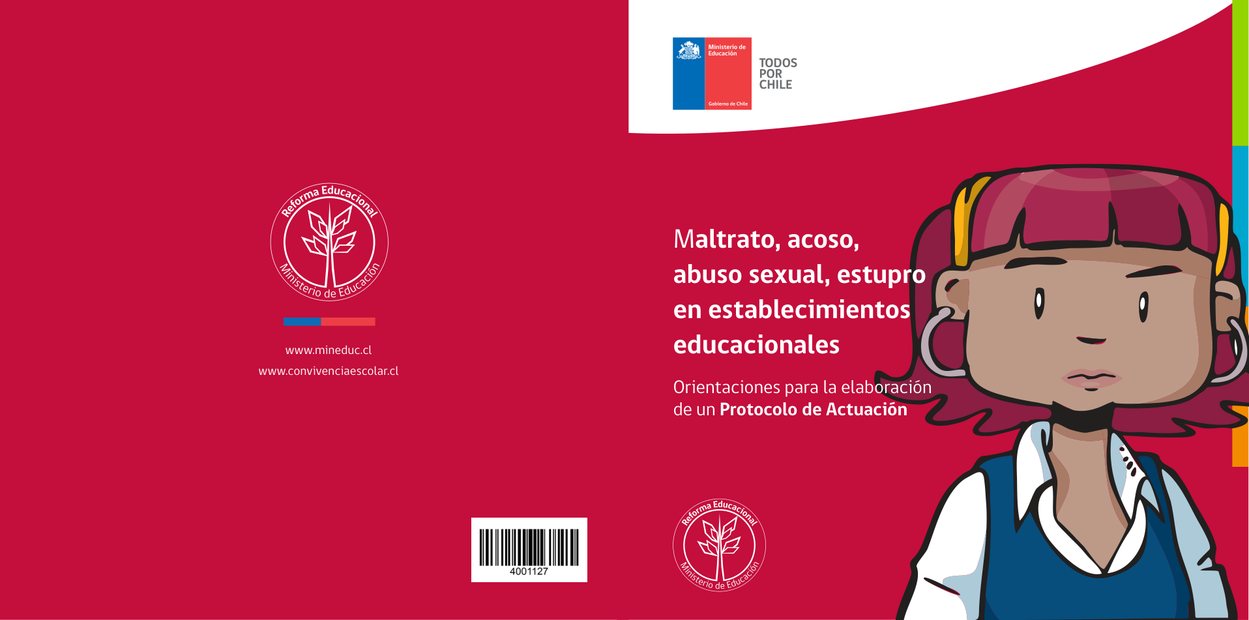 Reforma Educacional
Ministerio de Educación
www.mineduc.cl
www.convivenciaescolar.cl
4001127
Ministerio de
Educación
Gobierno de Chile
TODOS
POR
CHILE
Maltrato, acoso,
abuso sexual, estupro
en establecimientos
educacionales
Orientaciones para la elaboración
de un Protocolo de Actuación
Reforma Educacional
Ministerio de Educación